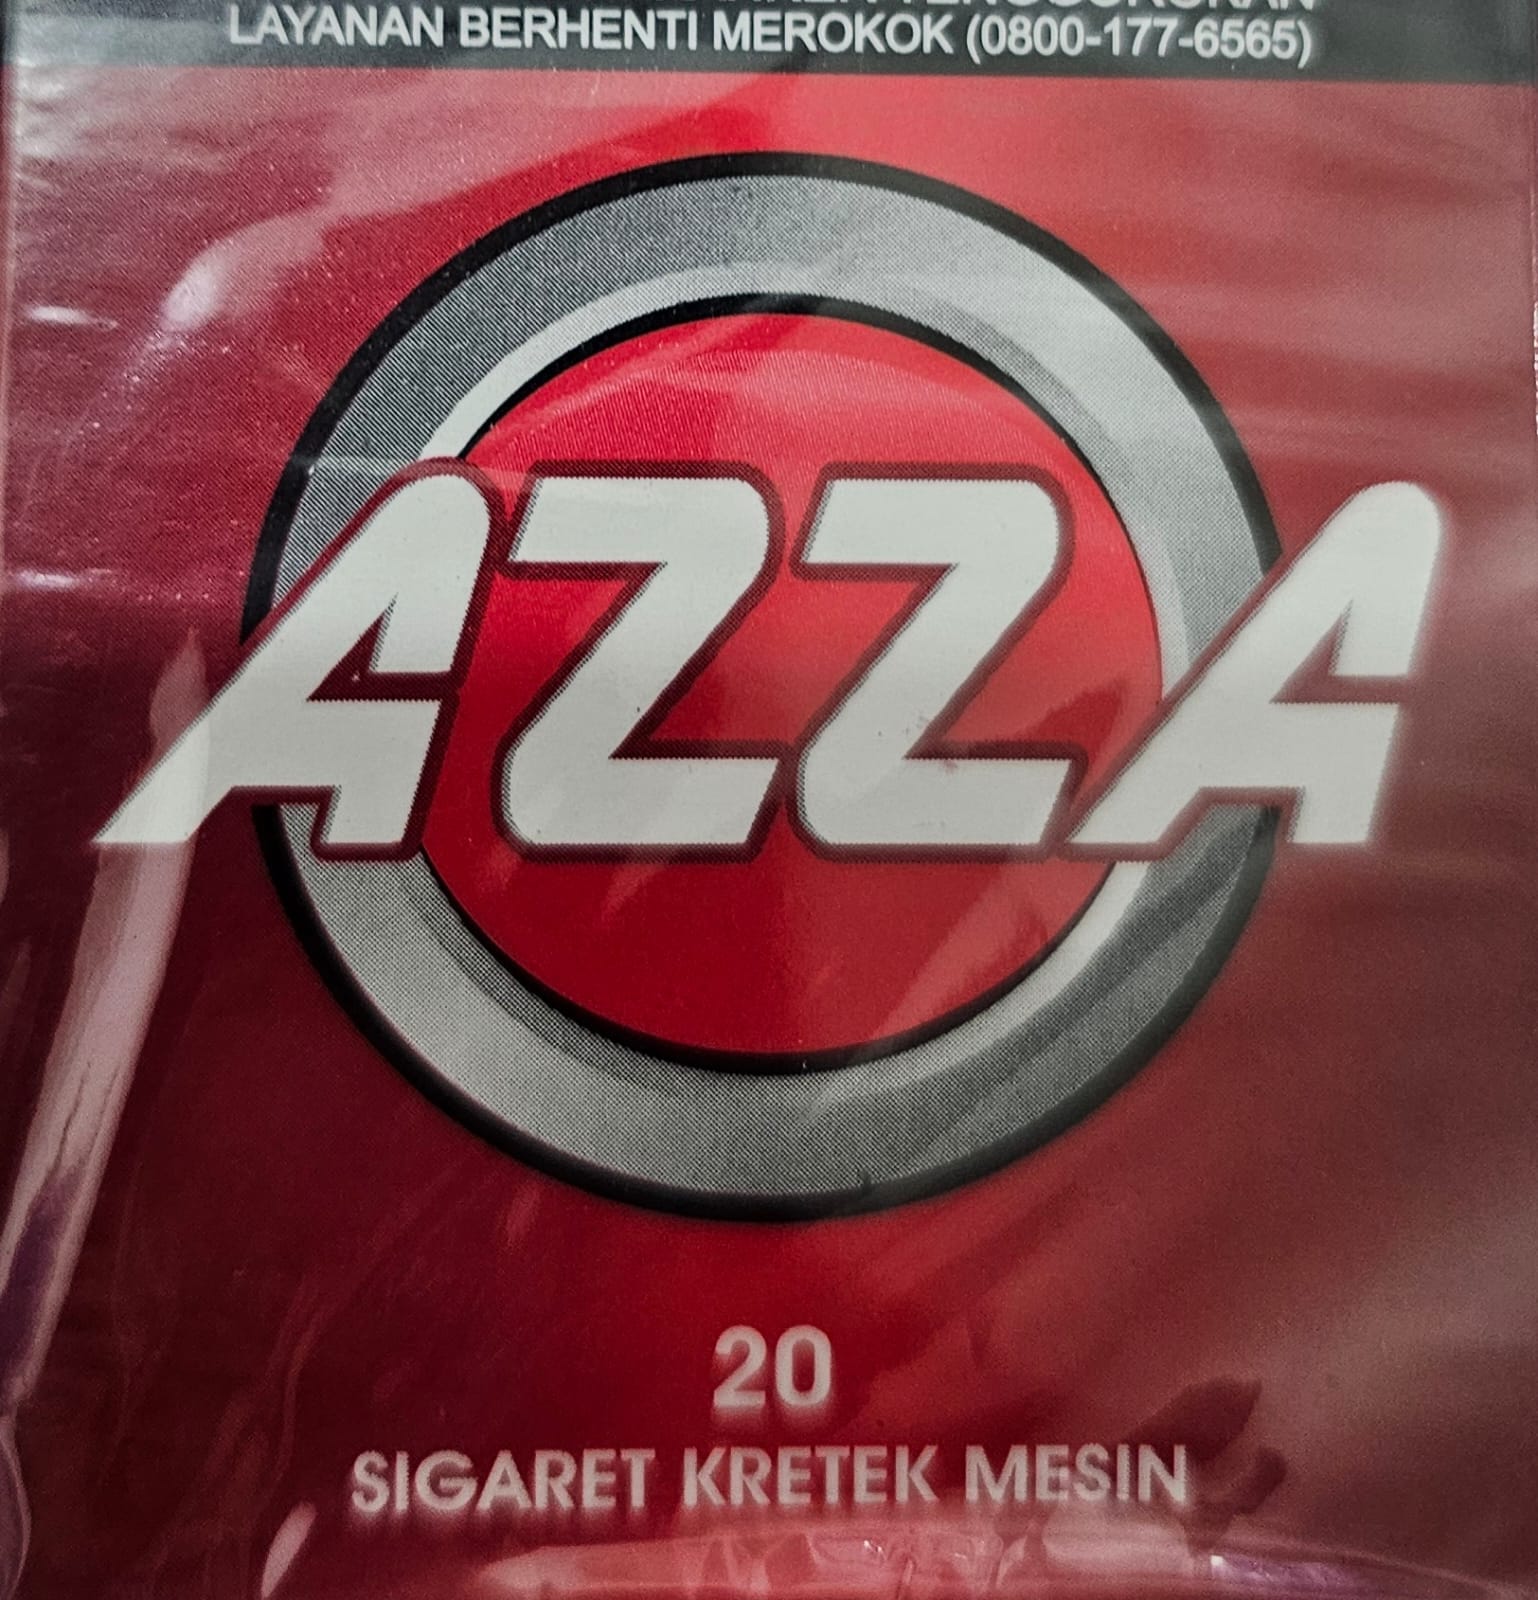 LAYANAN BERHENTI MEROKOK (0800-177-6565)
AZZA
20
SIGARET KRETEK MESIN